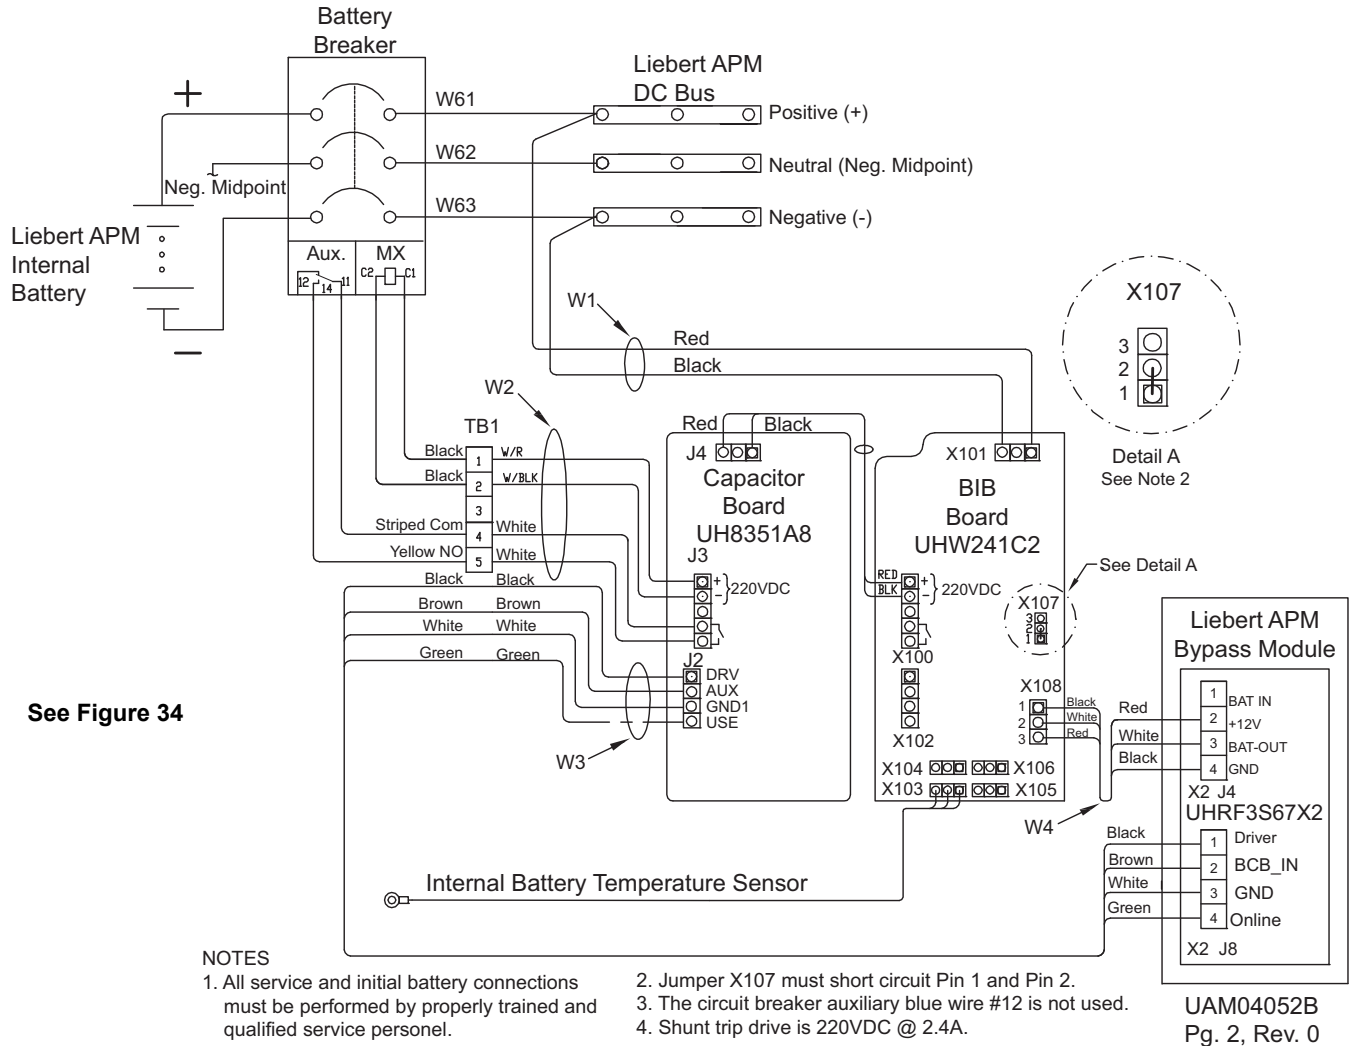 Battery
Breaker
+
W61
Liebert APM
DC Bus
Positive (+)
W62
Neutral (Neg. Midpoint)
Neg. Midpoint
W63
Negative (-)
Liebert APM
Internal
Battery
—
Aux.
MX
12
14
11
C2
C1
X107
3
2
1
Detail A
See Note 2
W1
Red
Black
W2
TB1
Black
1
W/R
Black
2
W/BLK
3
Striped Com
4
White
Yellow NO
5
White
Black
Black
Brown
Brown
White
White
Green
Green
Red
Black
J4
Capacitor
Board
UH8351A8
J3
+
-
220VDC
J2
DRV
AUX
GND1
USE
W3
X101
BIB
Board
UHW241C2
RED
BLK
+
-
220VDC
X100
X102
See Detail A
X107
3
2
1
X108
1
Black
2
White
3
Red
X104
X106
X103
X105
W4
Liebert APM
Bypass Module
Red
White
Black
1
BAT IN
2
+12V
3
BAT-OUT
4
GND
X2 J4
UHRF3S67X2
Black
1
Driver
Brown
2
BCB_IN
White
3
GND
Green
4
Online
X2 J8
See Figure 34
Internal Battery Temperature Sensor
NOTES
1. All service and initial battery connections
must be performed by properly trained and
qualified service personel.
2. Jumper X107 must short circuit Pin 1 and Pin 2.
3. The circuit breaker auxiliary blue wire #12 is not used.
4. Shunt trip drive is 220VDC @ 2.4A.
UAM04052B
Pg. 2, Rev. 0